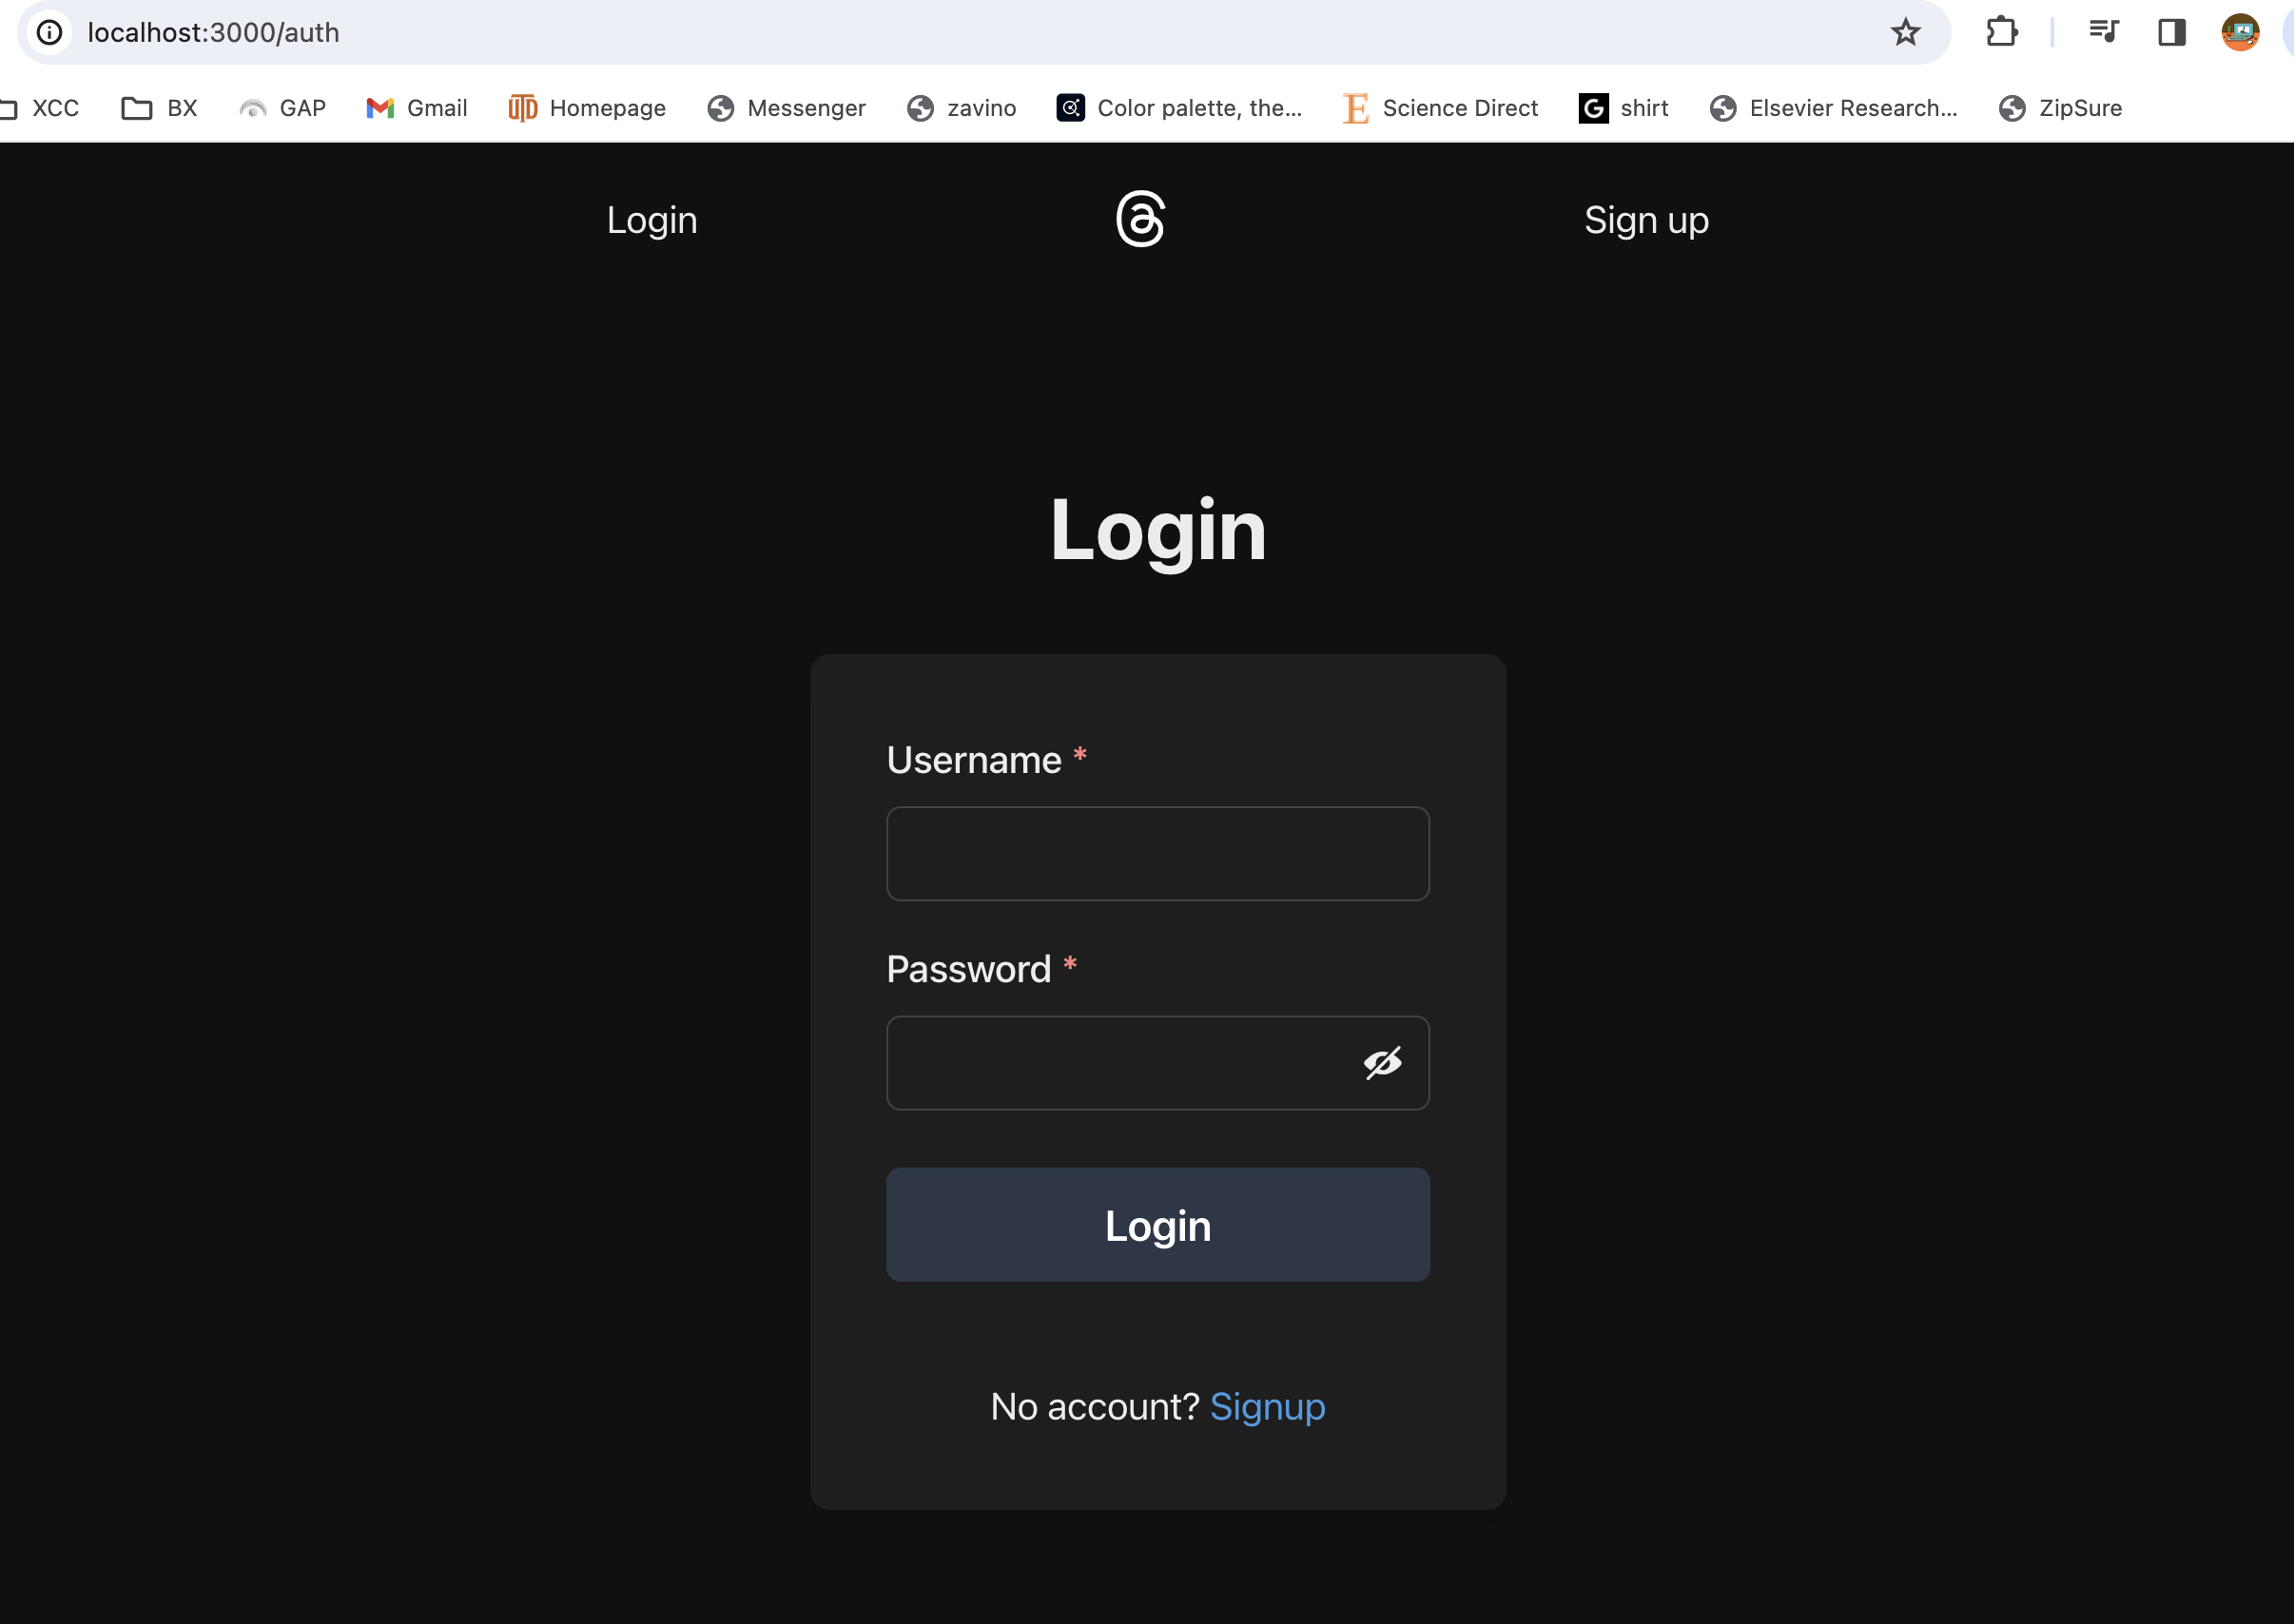 localhost:3000/auth
XCC BX GAP Gmail UTD Homepage Messenger zavino Color palette, the... E Science Direct G shirt Elsevier Research... ZipSure
Login Sign up
Login
Username *
Password *
Login
No account? Signup